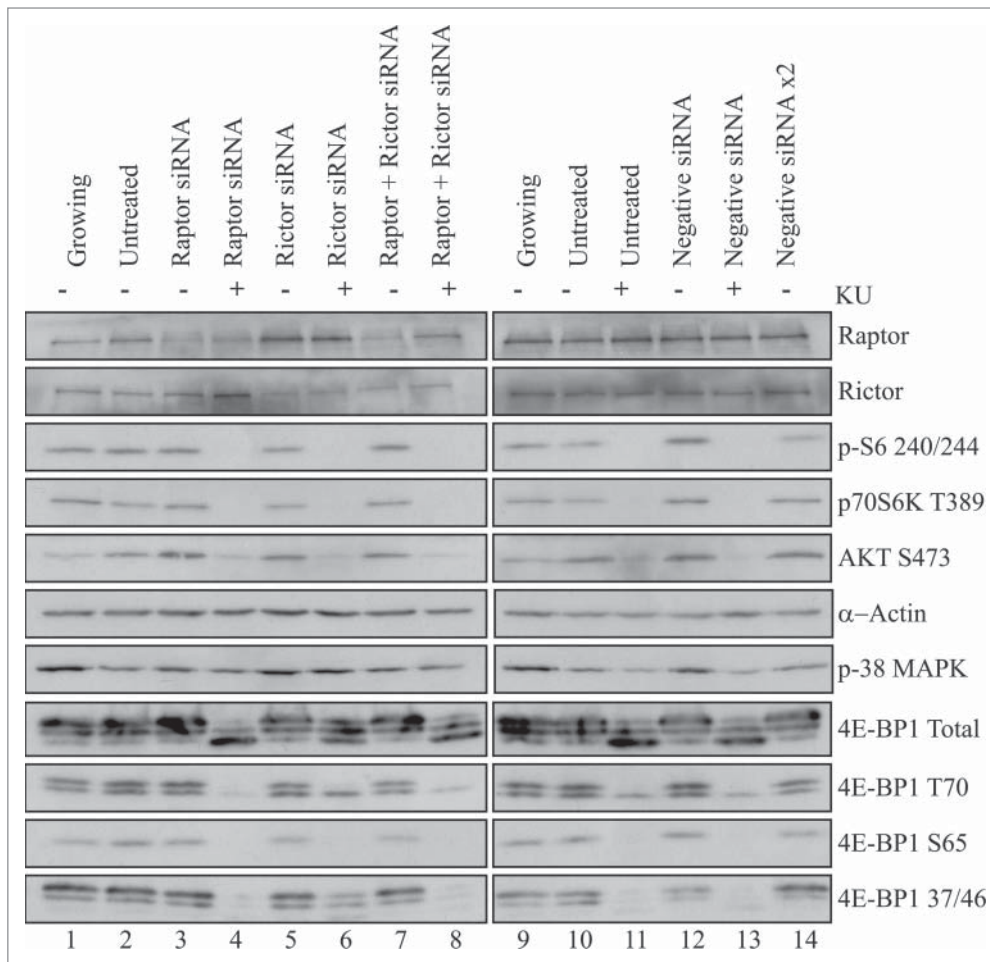 Growing
Untreated
Raptor siRNA
Raptor siRNA
Rictor siRNA
Rictor siRNA
Raptor + Rictor siRNA
Raptor + Rictor siRNA
Growing
Untreated
Untreated
Negative siRNA
Negative siRNA
Negative siRNA x2
- - - + - + - + - - + - + - KU
Raptor
Rictor
p-S6 240/244
p70S6K T389
AKT S473
α–Actin
p-38 MAPK
4E-BP1 Total
4E-BP1 T70
4E-BP1 S65
4E-BP1 37/46
1 2 3 4 5 6 7 8 9 10 11 12 13 14